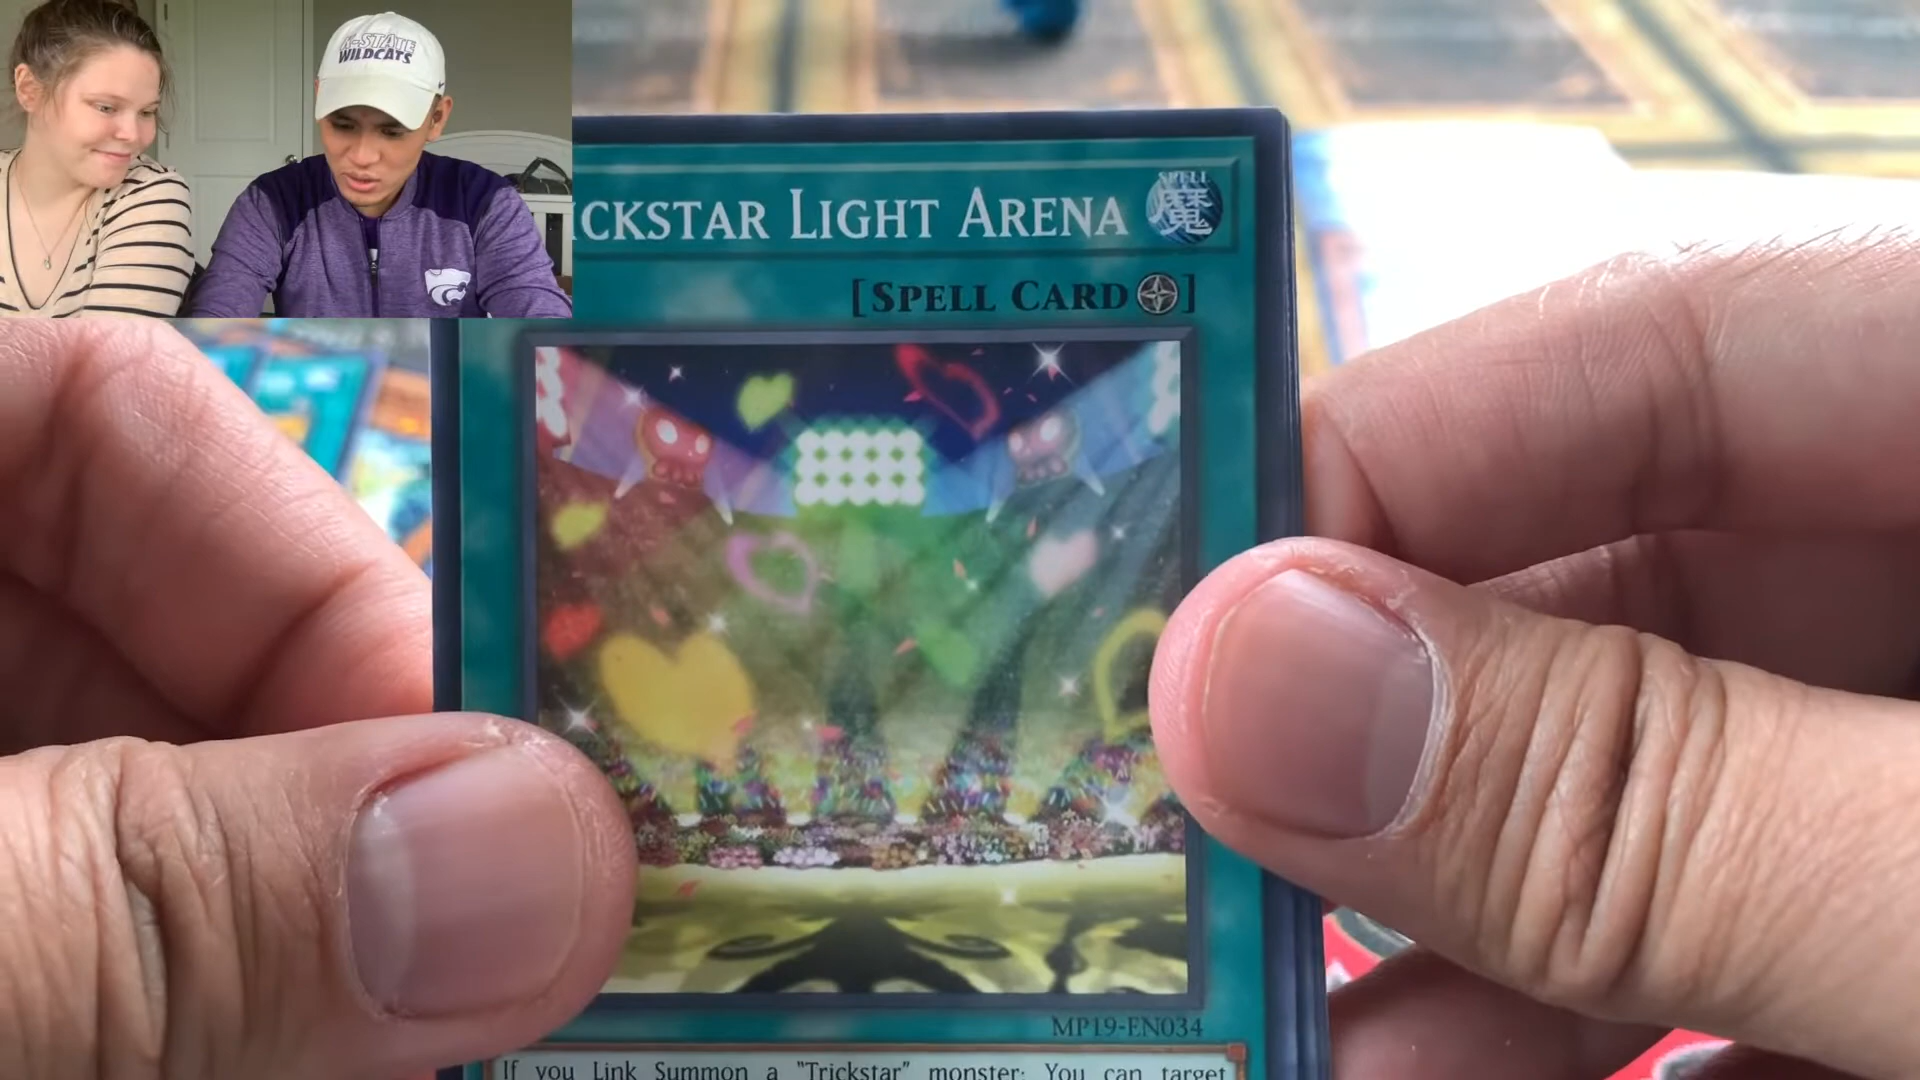 K-STATE
WILDCATS
ICKSTAR LIGHT ARENA
SPELL
魔
[SPELL CARD]
MP19-EN034
If you Link Summon a "Trickstar" monster: You can target